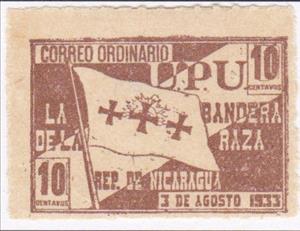 CORREO ORDINARIO
U.P.U 10 CENTAVOS
LA BANDERA
DE LA RAZA
10 CENTAVOS
REP. DE NICARAGUA
3 DE AGOSTO 1933